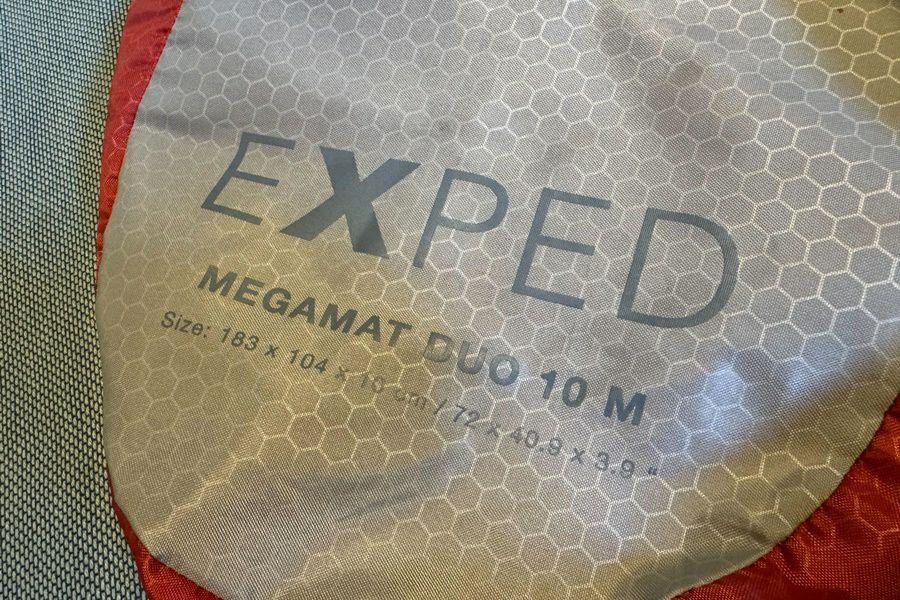 EXPED
MEGAMAT DUO 10 M
Size: 183 x 104 x 10 cm / 72 x 40.9 x 3.9 "